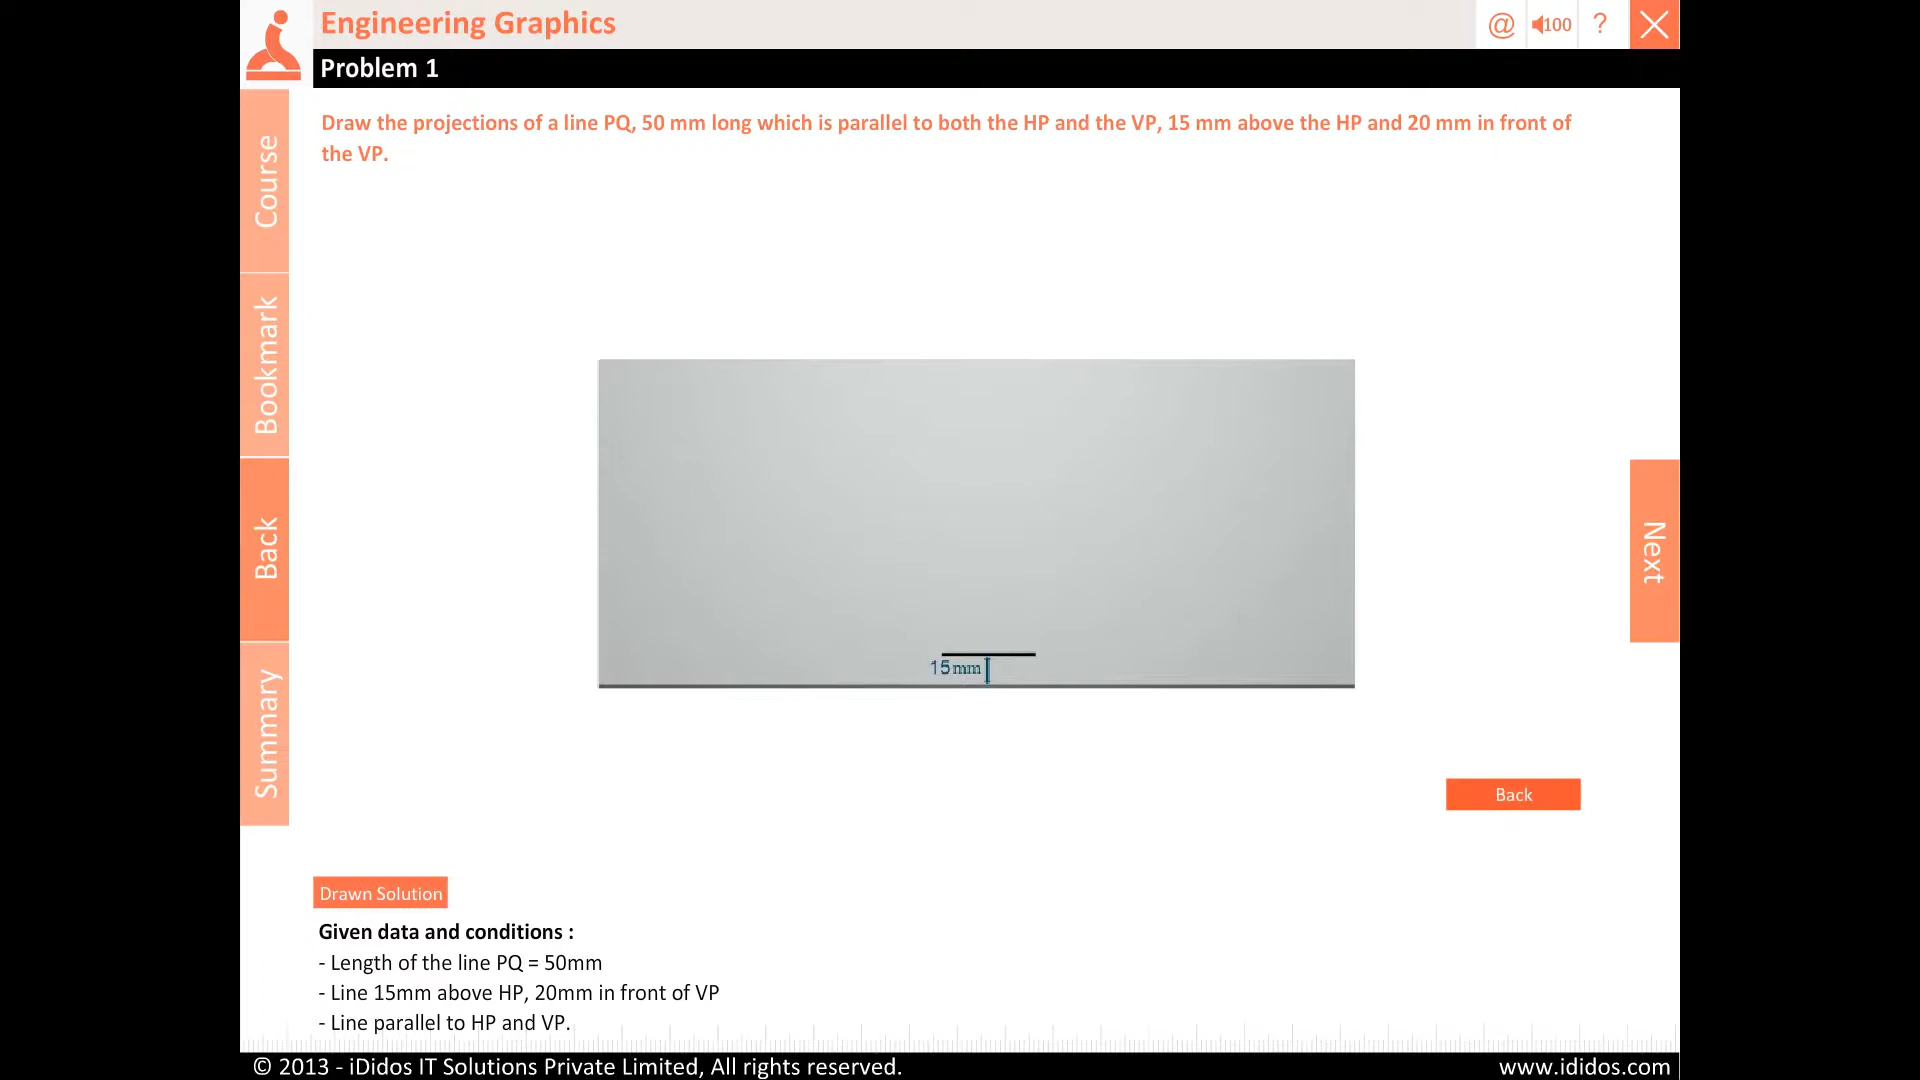 Engineering Graphics
@
100
?
Problem 1
Draw the projections of a line PQ, 50 mm long which is parallel to both the HP and the VP, 15 mm above the HP and 20 mm in front of
the VP.
Course
Bookmark
Back
Summary
Next
15mm
Back
Drawn Solution
Given data and conditions :
- Length of the line PQ = 50mm
- Line 15mm above HP, 20mm in front of VP
- Line parallel to HP and VP.
© 2013 - iDidos IT Solutions Private Limited, All rights reserved.
www.ididos.com